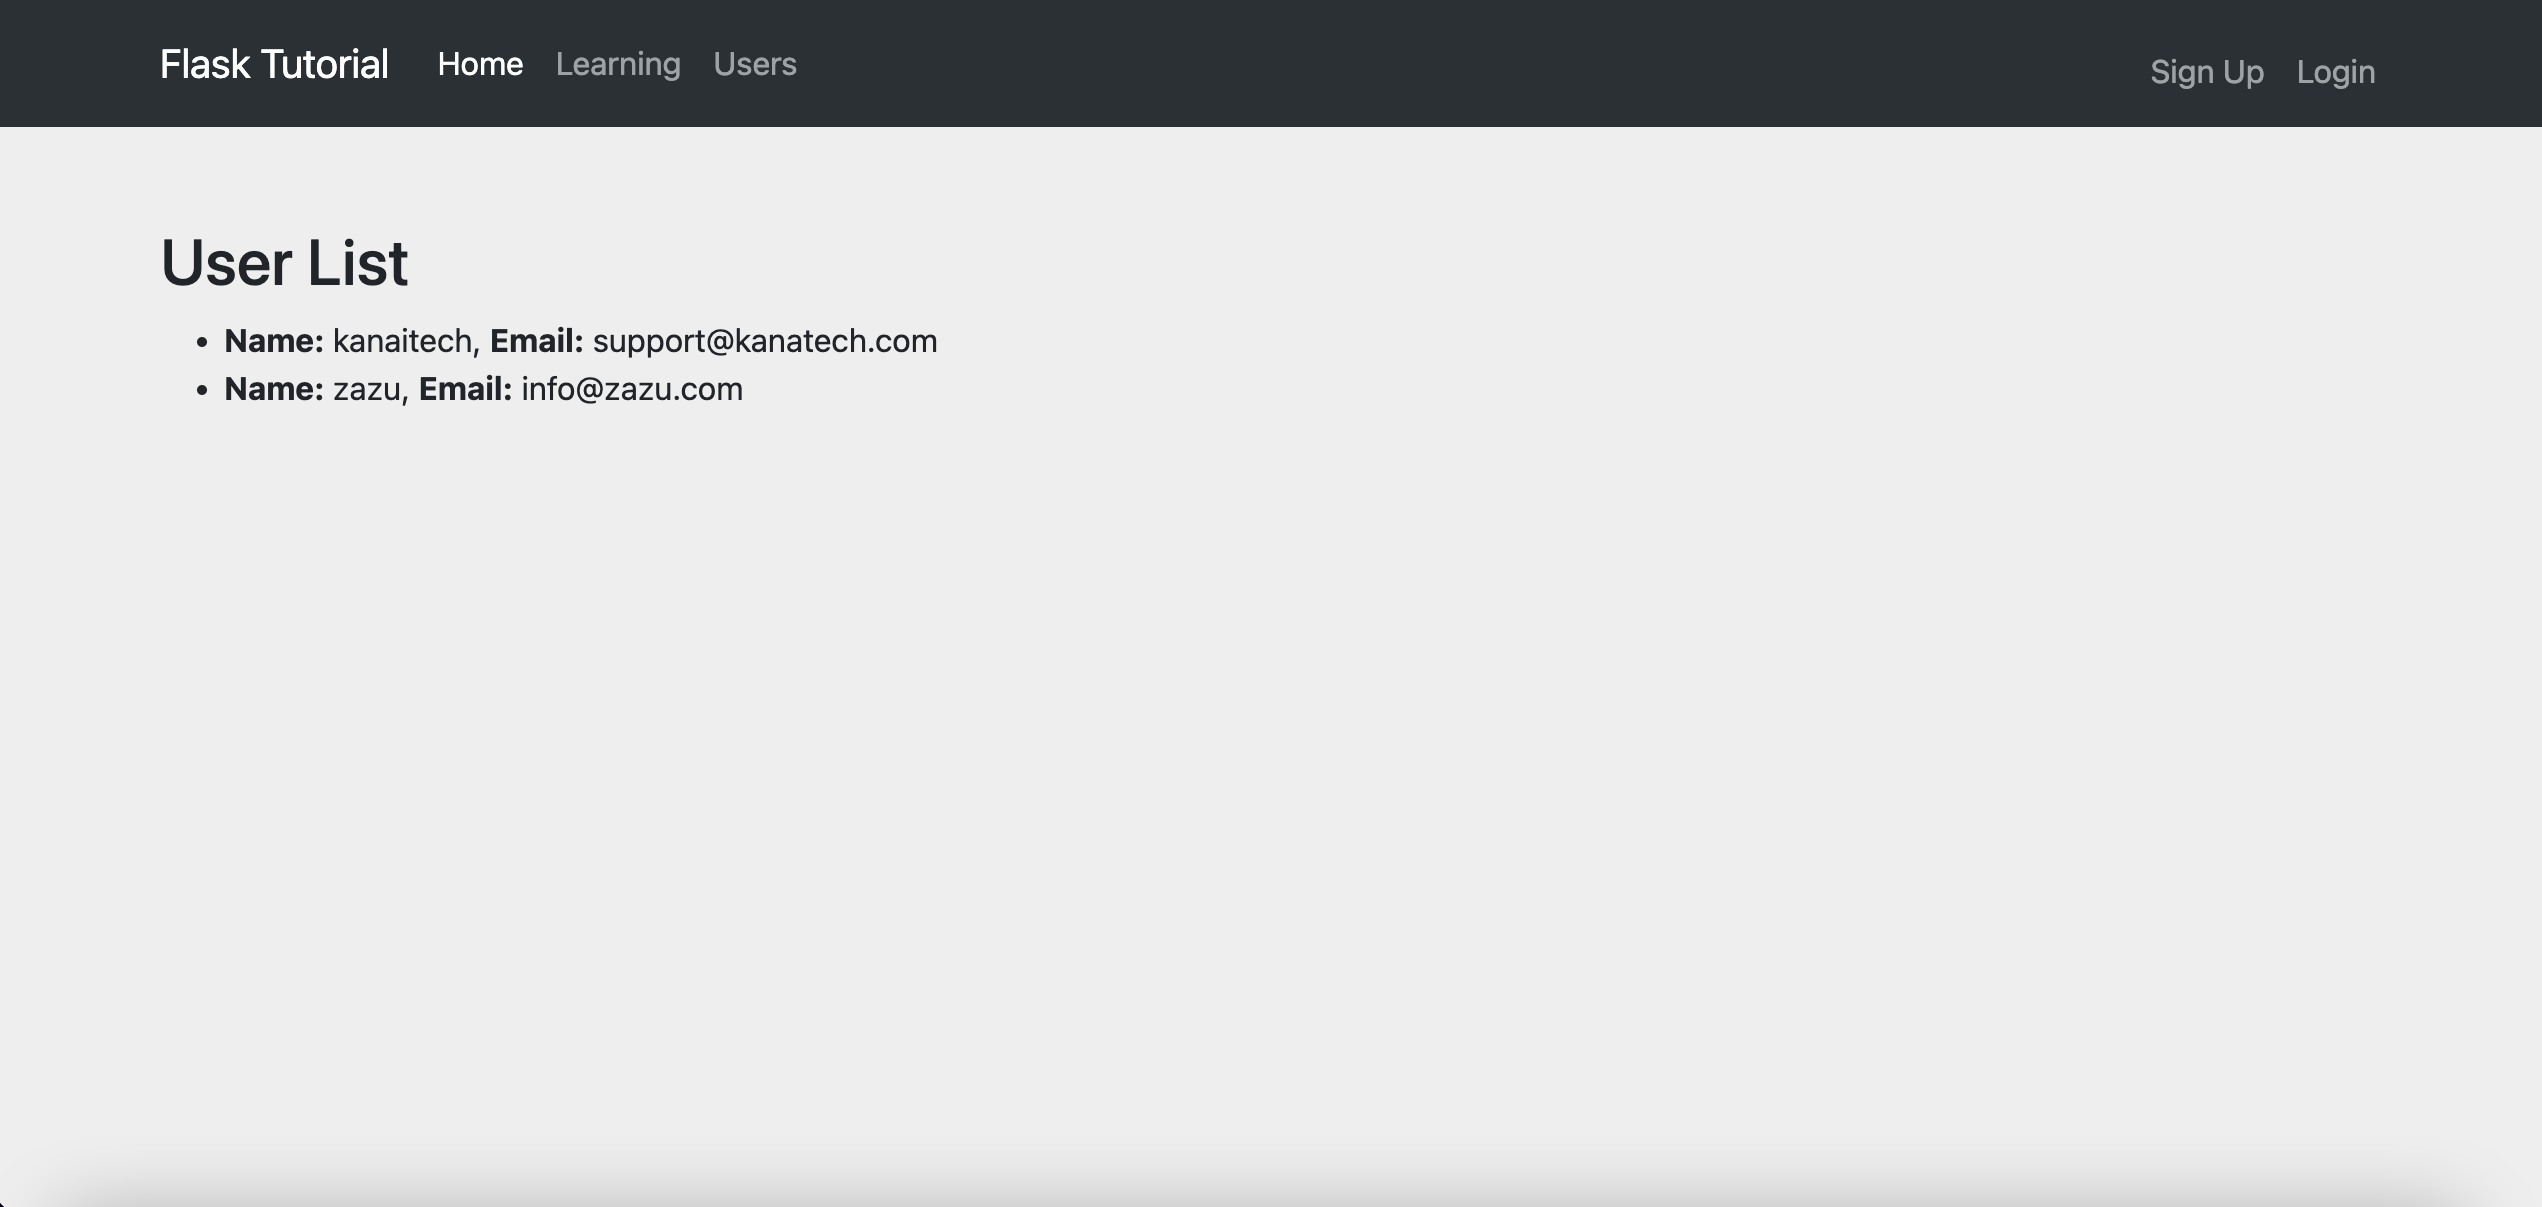 Flask Tutorial Home Learning Users Sign Up Login
User List
• Name: kanaitech, Email: support@kanatech.com
• Name: zazu, Email: info@zazu.com